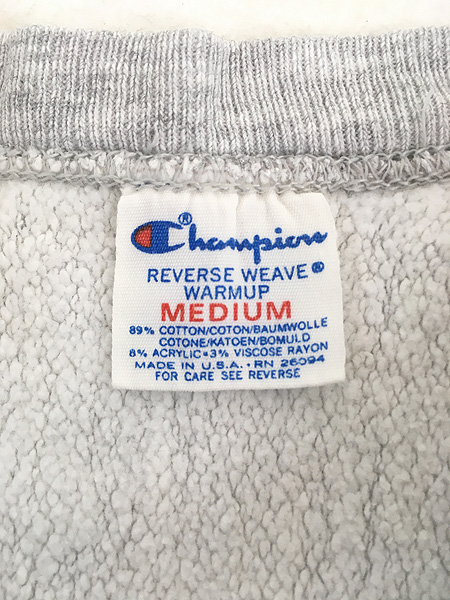 Champion®
REVERSE WEAVE®
WARMUP
MEDIUM
89% COTTON/COTON/BAUMWOLLE
COTONE/KATOEN/BOMULD
8% ACRYLIC•3% VISCOSE RAYON
MADE IN U.S.A. • RN 26094
FOR CARE SEE REVERSE